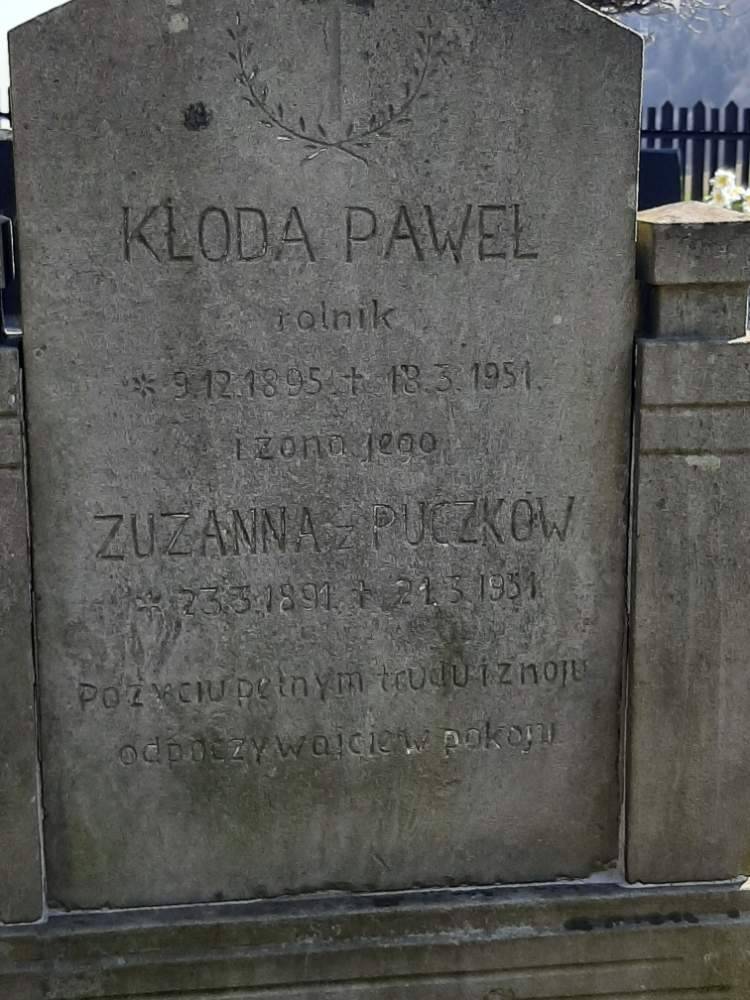 KŁODA PAWEŁ
rolnik
* 9.12.1895. + 18.3.1951.
i żona jego
ZUZANNA z PUCZKÓW
* 23.3.1891. + 21.3.1951.
Po życiu pełnym trudu i znoju
odpoczywajcie w pokoju